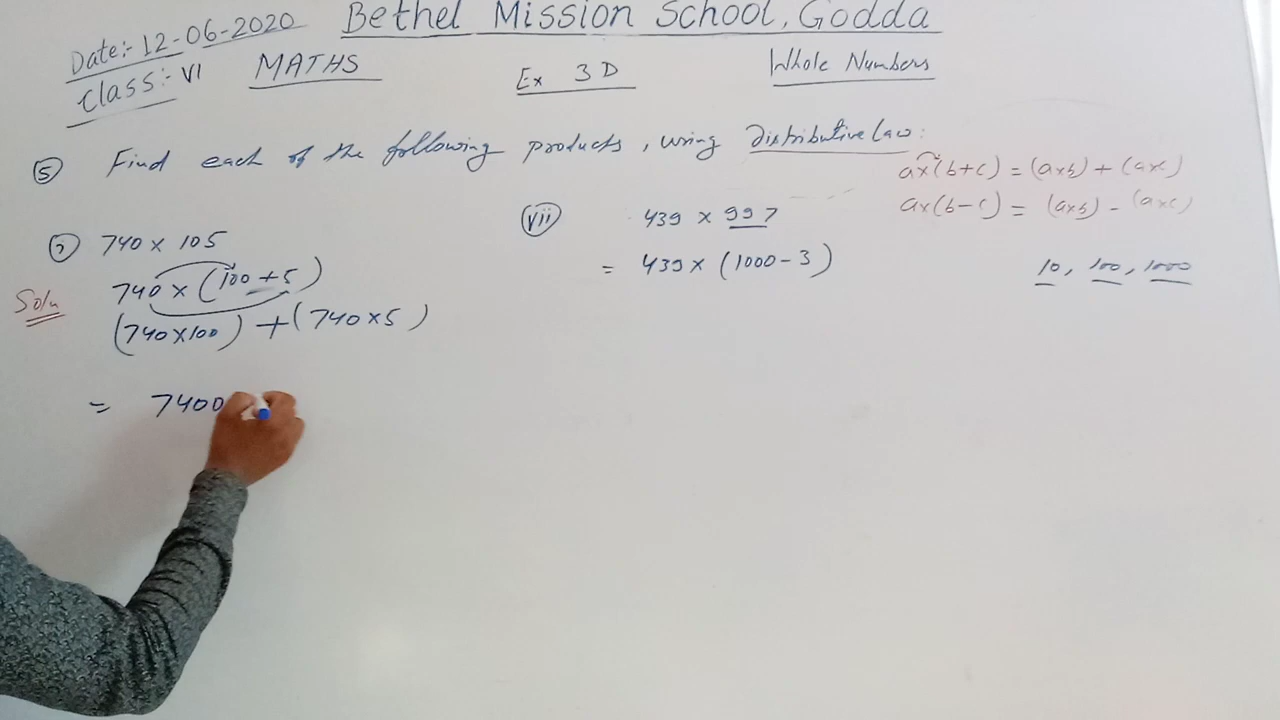 Bethel Mission School, Godda
Date:- 12-06-2020
Class:- VI
MATHS
Ex 3D
Whole Numbers
5 Find each of the following products, using distributive Law:
a×(b+c) = (a×b) + (a×c)
a×(b-c) = (a×b) - (a×c)
10, 100, 1000
740 × 105
Soln
740 × (100 + 5)
(740×100) + (740×5)
= 7400
vii 439 × 997
= 439 × (1000 - 3)